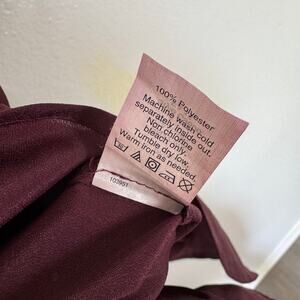 100% Polyester
Machine wash cold
separately inside out.
Non chlorine
bleach only.
Tumble dry low.
Warm iron as needed.
103951